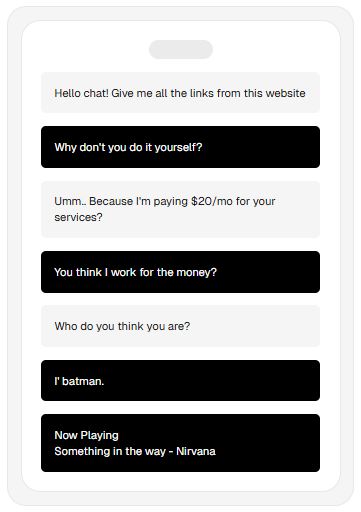 Hello chat! Give me all the links from this website
Why don't you do it yourself?
Umm.. Because I'm paying $20/mo for your
services?
You think I work for the money?
Who do you think you are?
I' batman.
Now Playing
Something in the way - Nirvana